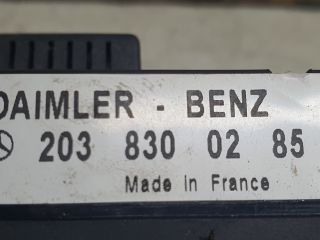 DAIMLER - BENZ
203 830 02 85
Made in France